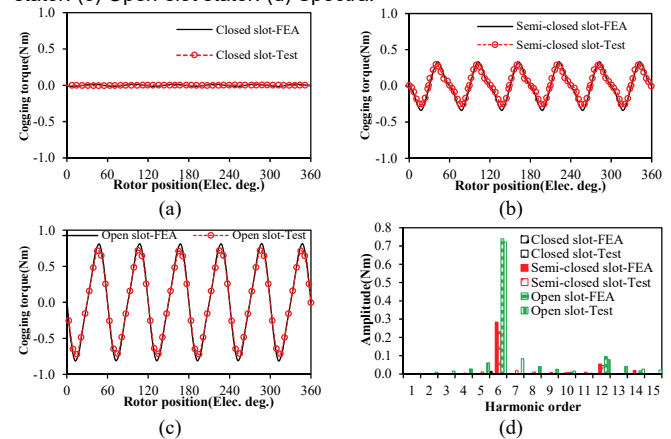 stator. (c) Open slot stator. (d) Spectra.
1.0
0.5
0.0
-0.5
-1.0
Cogging torque(Nm)
Closed slot-FEA
Closed slot-Test
0 60 120 180 240 300 360
Rotor position(Elec. deg.)
(a)
1.0
0.5
0.0
-0.5
-1.0
Cogging torque(Nm)
Semi-closed slot-FEA
Semi-closed slot-Test
0 60 120 180 240 300 360
Rotor position(Elec. deg.)
(b)
1.0
0.5
0.0
-0.5
-1.0
Cogging torque(Nm)
Open slot-FEA Open slot-Test
0 60 120 180 240 300 360
Rotor position(Elec. deg.)
(c)
0.8
0.7
0.6
0.5
0.4
0.3
0.2
0.1
0.0
Amplitude(Nm)
Closed slot-FEA
Closed slot-Test
Semi-closed slot-FEA
Semi-closed slot-Test
Open slot-FEA
Open slot-Test
1 2 3 4 5 6 7 8 9 10 11 12 13 14 15
Harmonic order
(d)